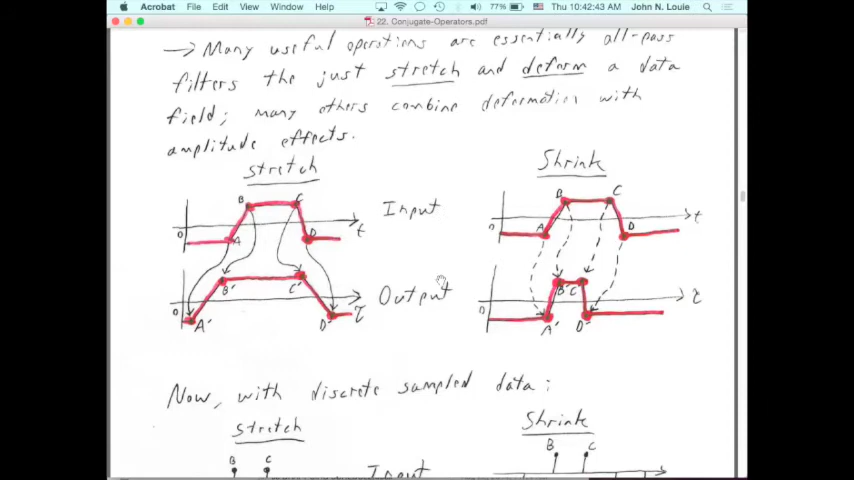 Acrobat File Edit View Window Help 77% Thu 10:42:43 AM John N. Louie
22. Conjugate-Operators.pdf
→ Many useful operations are essentially all-pass
filters the just stretch and deform a data
field; many others combine deformation with
amplitude effects.
Stretch
Shrink
B C
A D
0 t
Input
B C
A D
0 t
B' C'
A' D'
0 τ
Output
B' C'
A' D'
0 τ
Now, with discrete sampled data:
Stretch
Shrink
B C
Input
B C